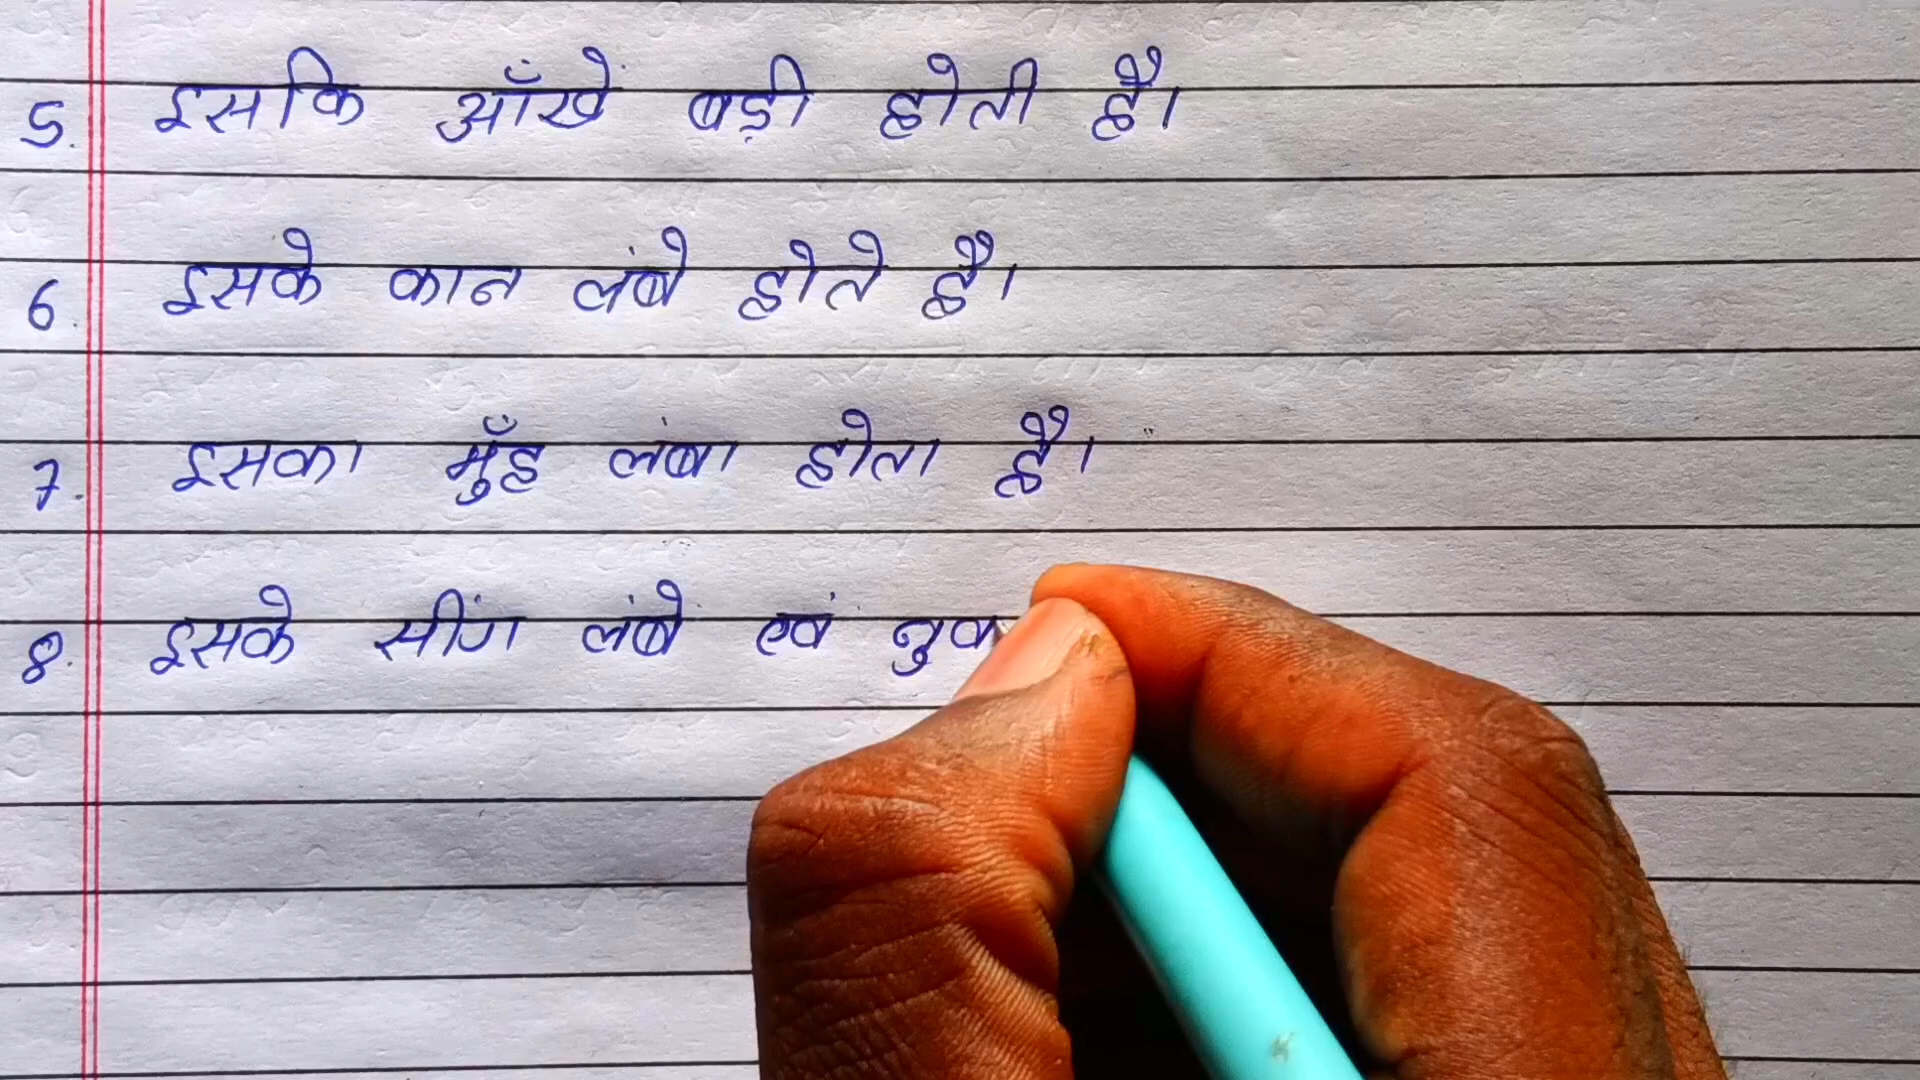 5. इसकि आँखे बड़ी होती है।
6. इसके कान लंबे होते है।
7. इसका मुँह लंबा होता है।
8. इसके सींग लंबे एवं नुक